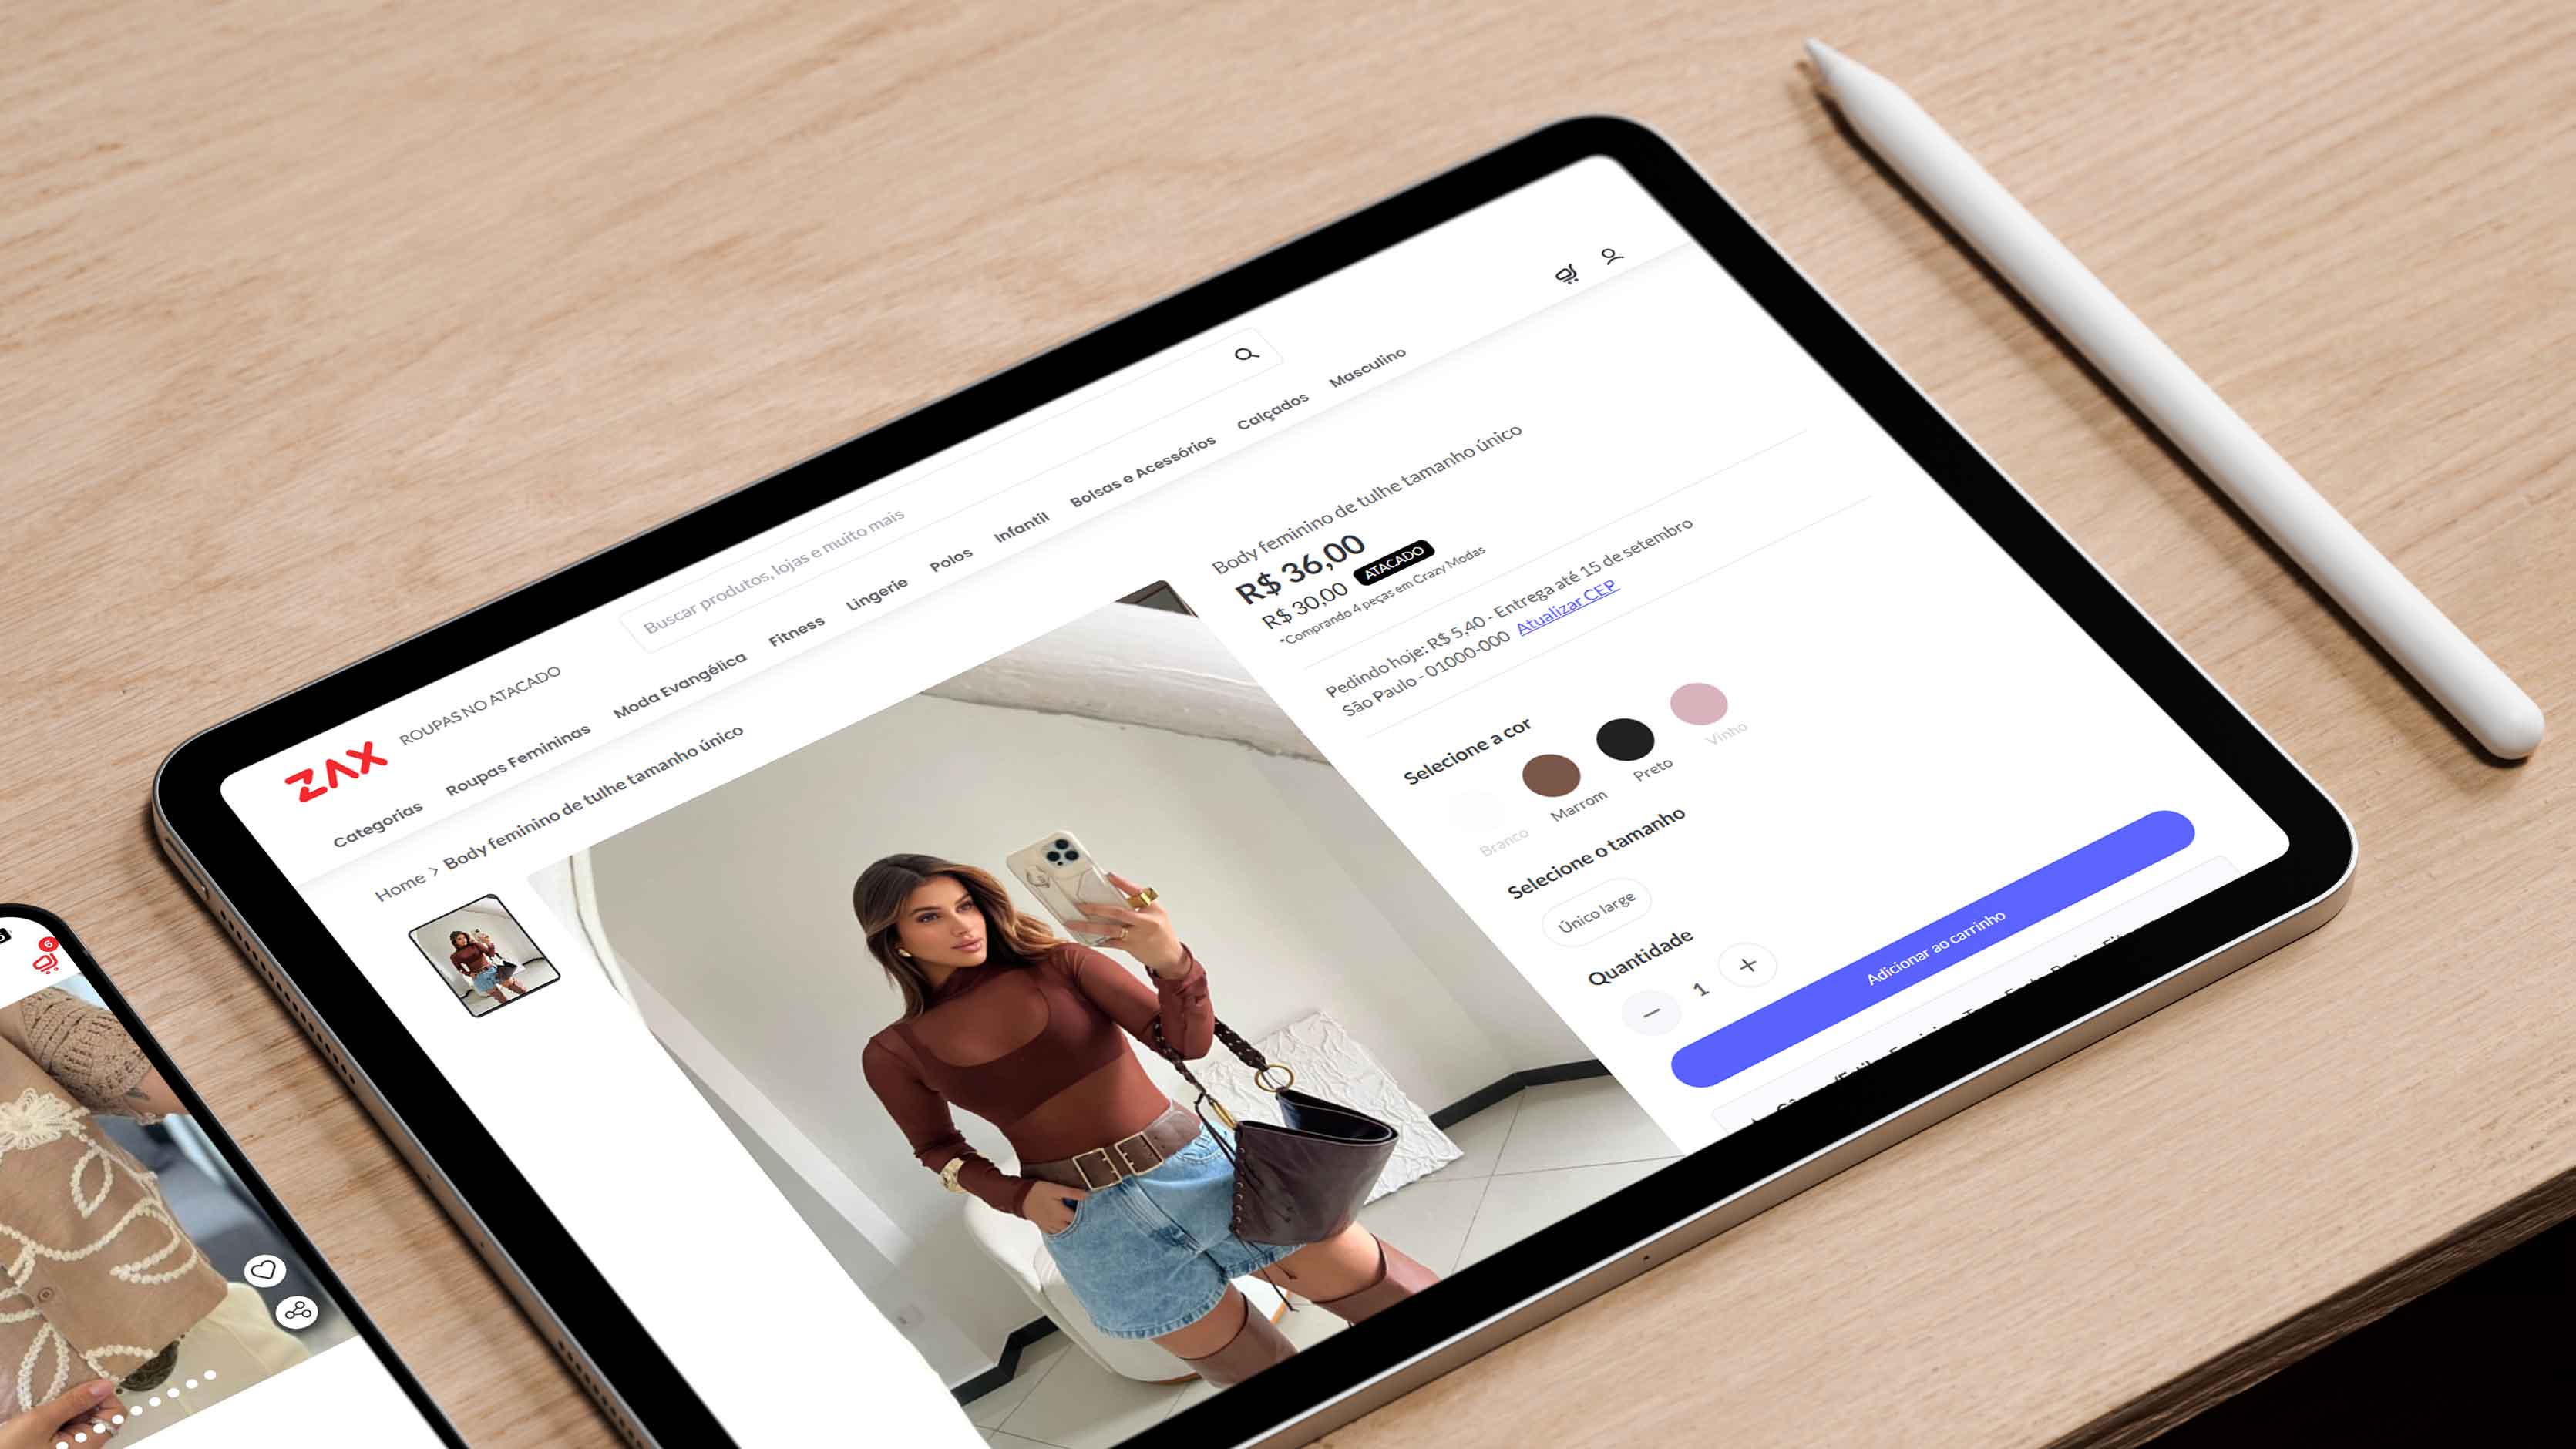 ZAX
ROUPAS NO ATACADO
Buscar produtos, lojas e muito mais
Categorias
Roupas Femininas
Moda Evangélica
Fitness
Lingerie
Polos
Infantil
Bolsas e Acessórios
Calçados
Masculino
Home > Body feminino de tulhe tamanho único
Body feminino de tulhe tamanho único
R$ 36,00
R$ 30,00 ATACADO
*Comprando 4 peças em Crazy Modas
Pedindo hoje: R$ 5,40 - Entrega até 15 de setembro
São Paulo - 01000-000 Atualizar CEP
Selecione a cor
Branco
Marrom
Preto
Vinho
Selecione o tamanho
Único large
Quantidade
1
Adicionar ao carrinho
6